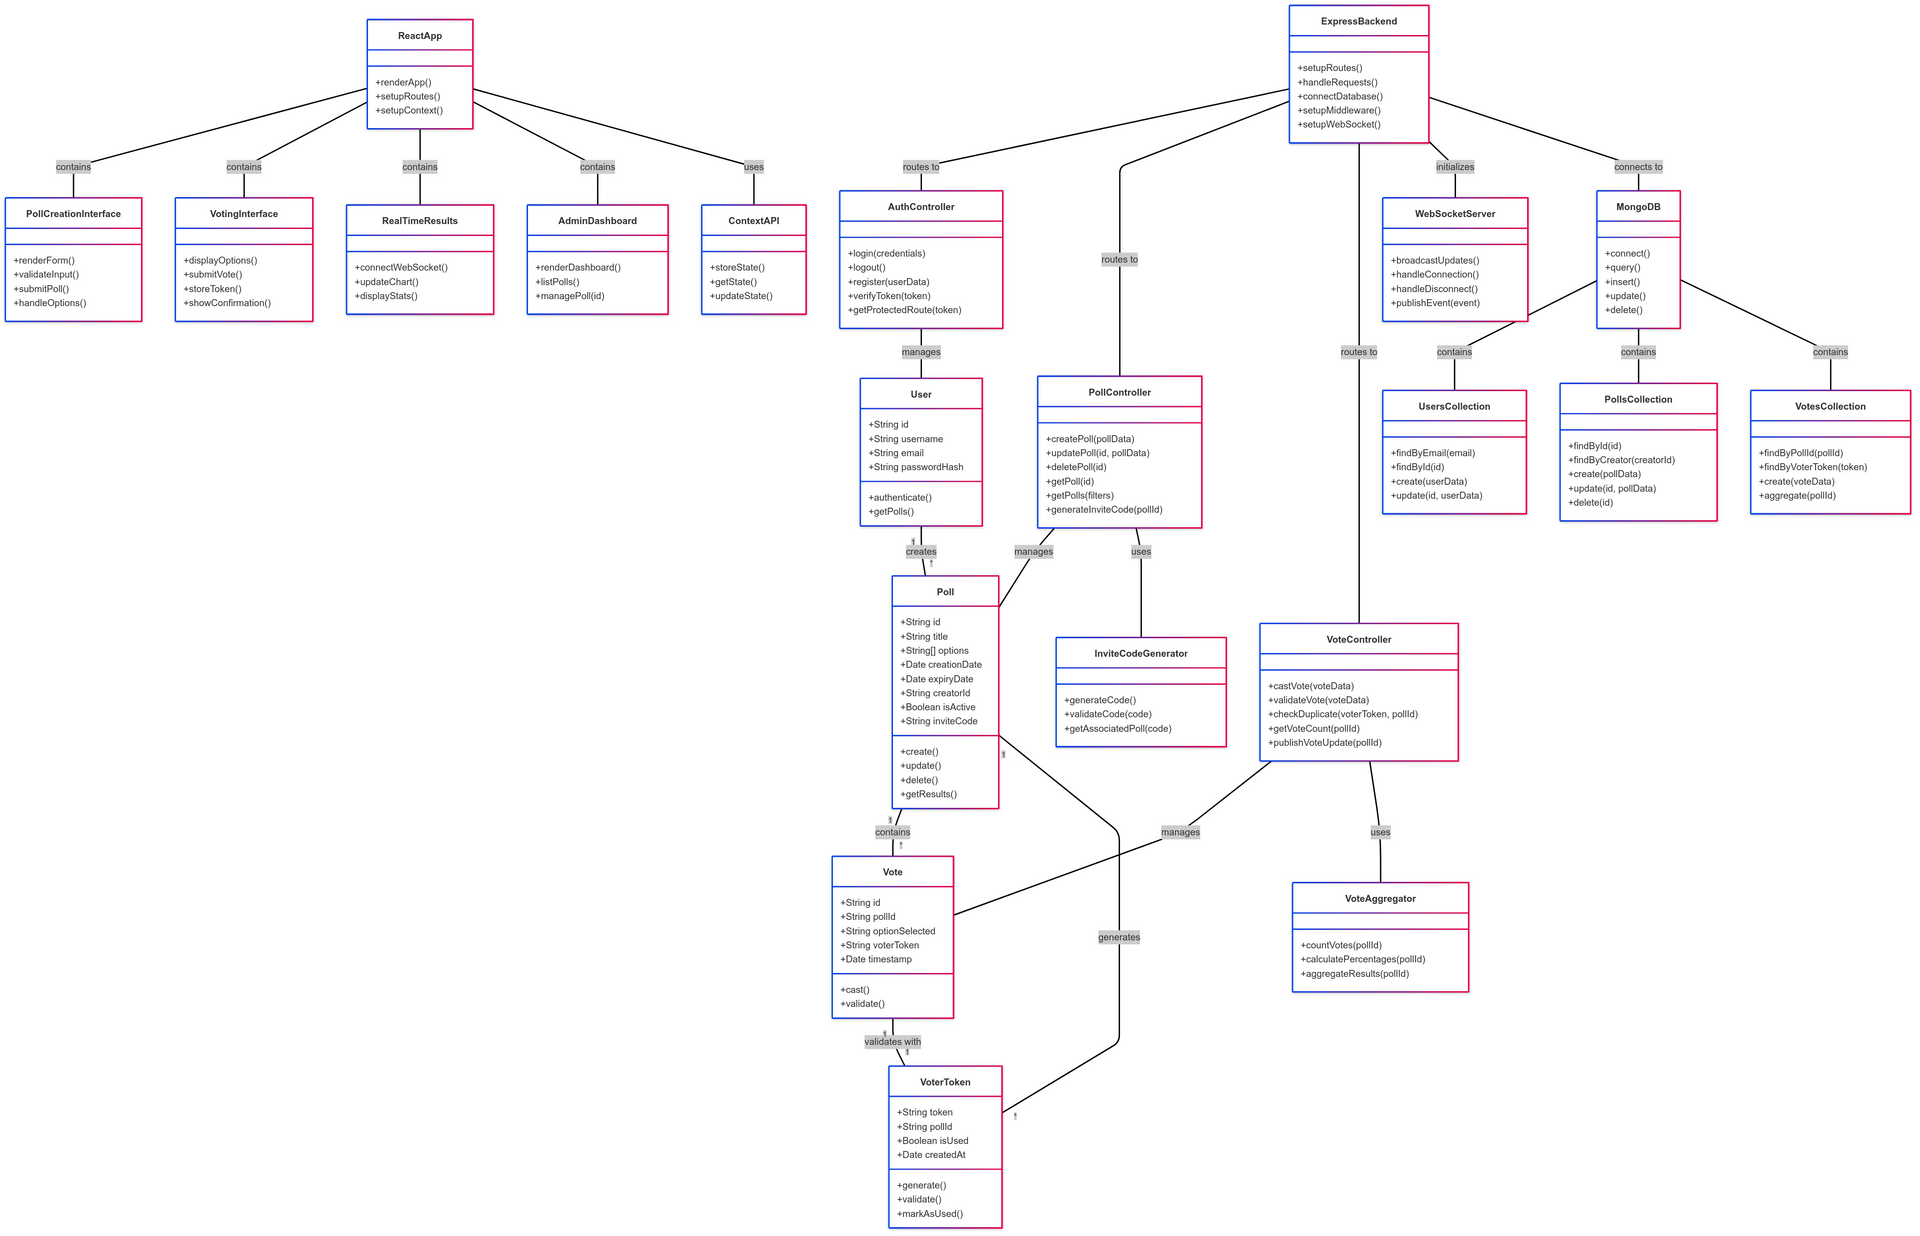 ReactApp
+renderApp()
+setupRoutes()
+setupContext()
ExpressBackend
+setupRoutes()
+handleRequests()
+connectDatabase()
+setupMiddleware()
+setupWebSocket()
contains
contains
contains
contains
uses
routes to
routes to
routes to
initializes
connects to
PollCreationInterface
+renderForm()
+validateInput()
+submitPoll()
+handleOptions()
VotingInterface
+displayOptions()
+submitVote()
+storeToken()
+showConfirmation()
RealTimeResults
+connectWebSocket()
+updateChart()
+displayStats()
AdminDashboard
+renderDashboard()
+listPolls()
+managePoll(id)
ContextAPI
+storeState()
+getState()
+updateState()
AuthController
+login(credentials)
+logout()
+register(userData)
+verifyToken(token)
+getProtectedRoute(token)
WebSocketServer
+broadcastUpdates()
+handleConnection()
+handleDisconnect()
+publishEvent(event)
MongoDB
+connect()
+query()
+insert()
+update()
+delete()
manages
contains
contains
contains
User
+String id
+String username
+String email
+String passwordHash
+authenticate()
+getPolls()
PollController
+createPoll(pollData)
+updatePoll(id, pollData)
+deletePoll(id)
+getPoll(id)
+getPolls(filters)
+generateInviteCode(pollId)
UsersCollection
+findByEmail(email)
+findById(id)
+create(userData)
+update(id, userData)
PollsCollection
+findById(id)
+findByCreator(creatorId)
+create(pollData)
+update(id, pollData)
+delete(id)
VotesCollection
+findByPollId(pollId)
+findByVoterToken(token)
+create(voteData)
+aggregate(pollId)
1
creates
*
manages
uses
Poll
+String id
+String title
+String[] options
+Date creationDate
+Date expiryDate
+String creatorId
+Boolean isActive
+String inviteCode
+create()
+update()
+delete()
+getResults()
InviteCodeGenerator
+generateCode()
+validateCode(code)
+getAssociatedPoll(code)
VoteController
+castVote(voteData)
+validateVote(voteData)
+checkDuplicate(voterToken, pollId)
+getVoteCount(pollId)
+publishVoteUpdate(pollId)
1
1
contains
*
manages
uses
Vote
+String id
+String pollId
+String optionSelected
+String voterToken
+Date timestamp
+cast()
+validate()
generates
VoteAggregator
+countVotes(pollId)
+calculatePercentages(pollId)
+aggregateResults(pollId)
1
validates with
1
VoterToken
+String token
+String pollId
+Boolean isUsed
+Date createdAt
+generate()
+validate()
+markAsUsed()
*